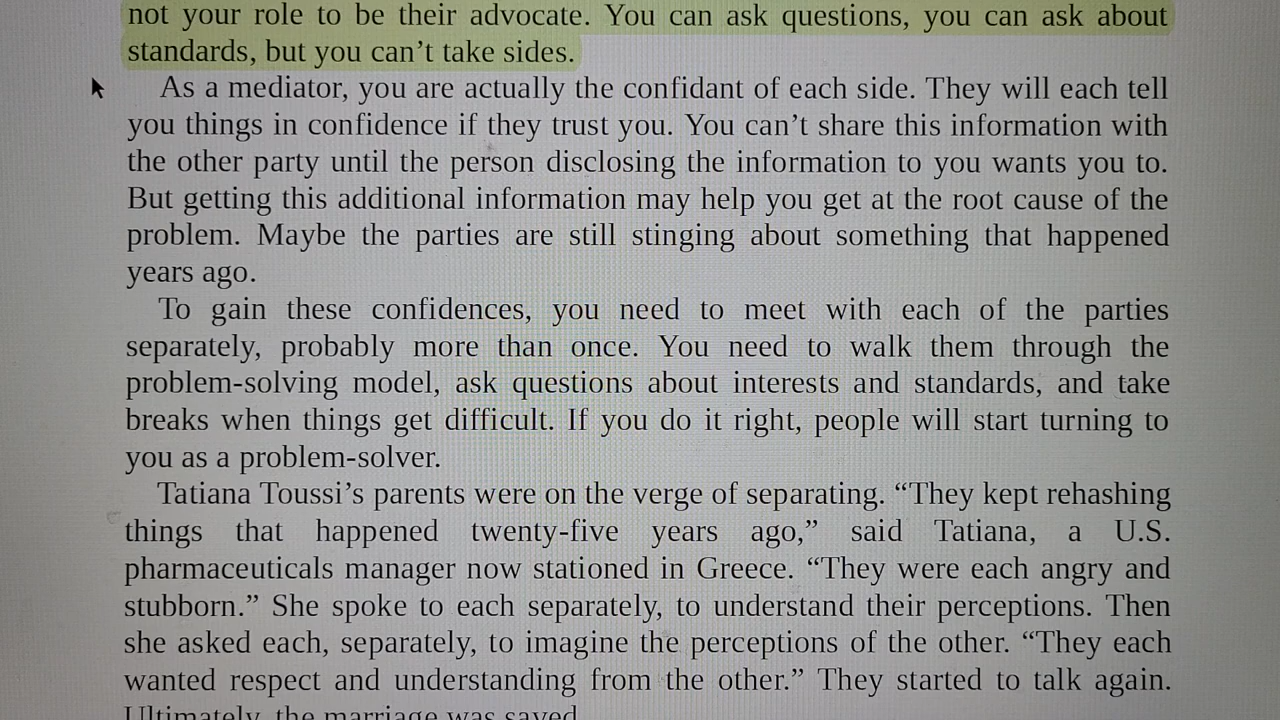 not your role to be their advocate. You can ask questions, you can ask about
standards, but you can’t take sides.
As a mediator, you are actually the confidant of each side. They will each tell
you things in confidence if they trust you. You can’t share this information with
the other party until the person disclosing the information to you wants you to.
But getting this additional information may help you get at the root cause of the
problem. Maybe the parties are still stinging about something that happened
years ago.
To gain these confidences, you need to meet with each of the parties
separately, probably more than once. You need to walk them through the
problem-solving model, ask questions about interests and standards, and take
breaks when things get difficult. If you do it right, people will start turning to
you as a problem-solver.
Tatiana Toussi’s parents were on the verge of separating. “They kept rehashing
things that happened twenty-five years ago,” said Tatiana, a U.S.
pharmaceuticals manager now stationed in Greece. “They were each angry and
stubborn.” She spoke to each separately, to understand their perceptions. Then
she asked each, separately, to imagine the perceptions of the other. “They each
wanted respect and understanding from the other.” They started to talk again.
Ultimately, the marriage was saved.